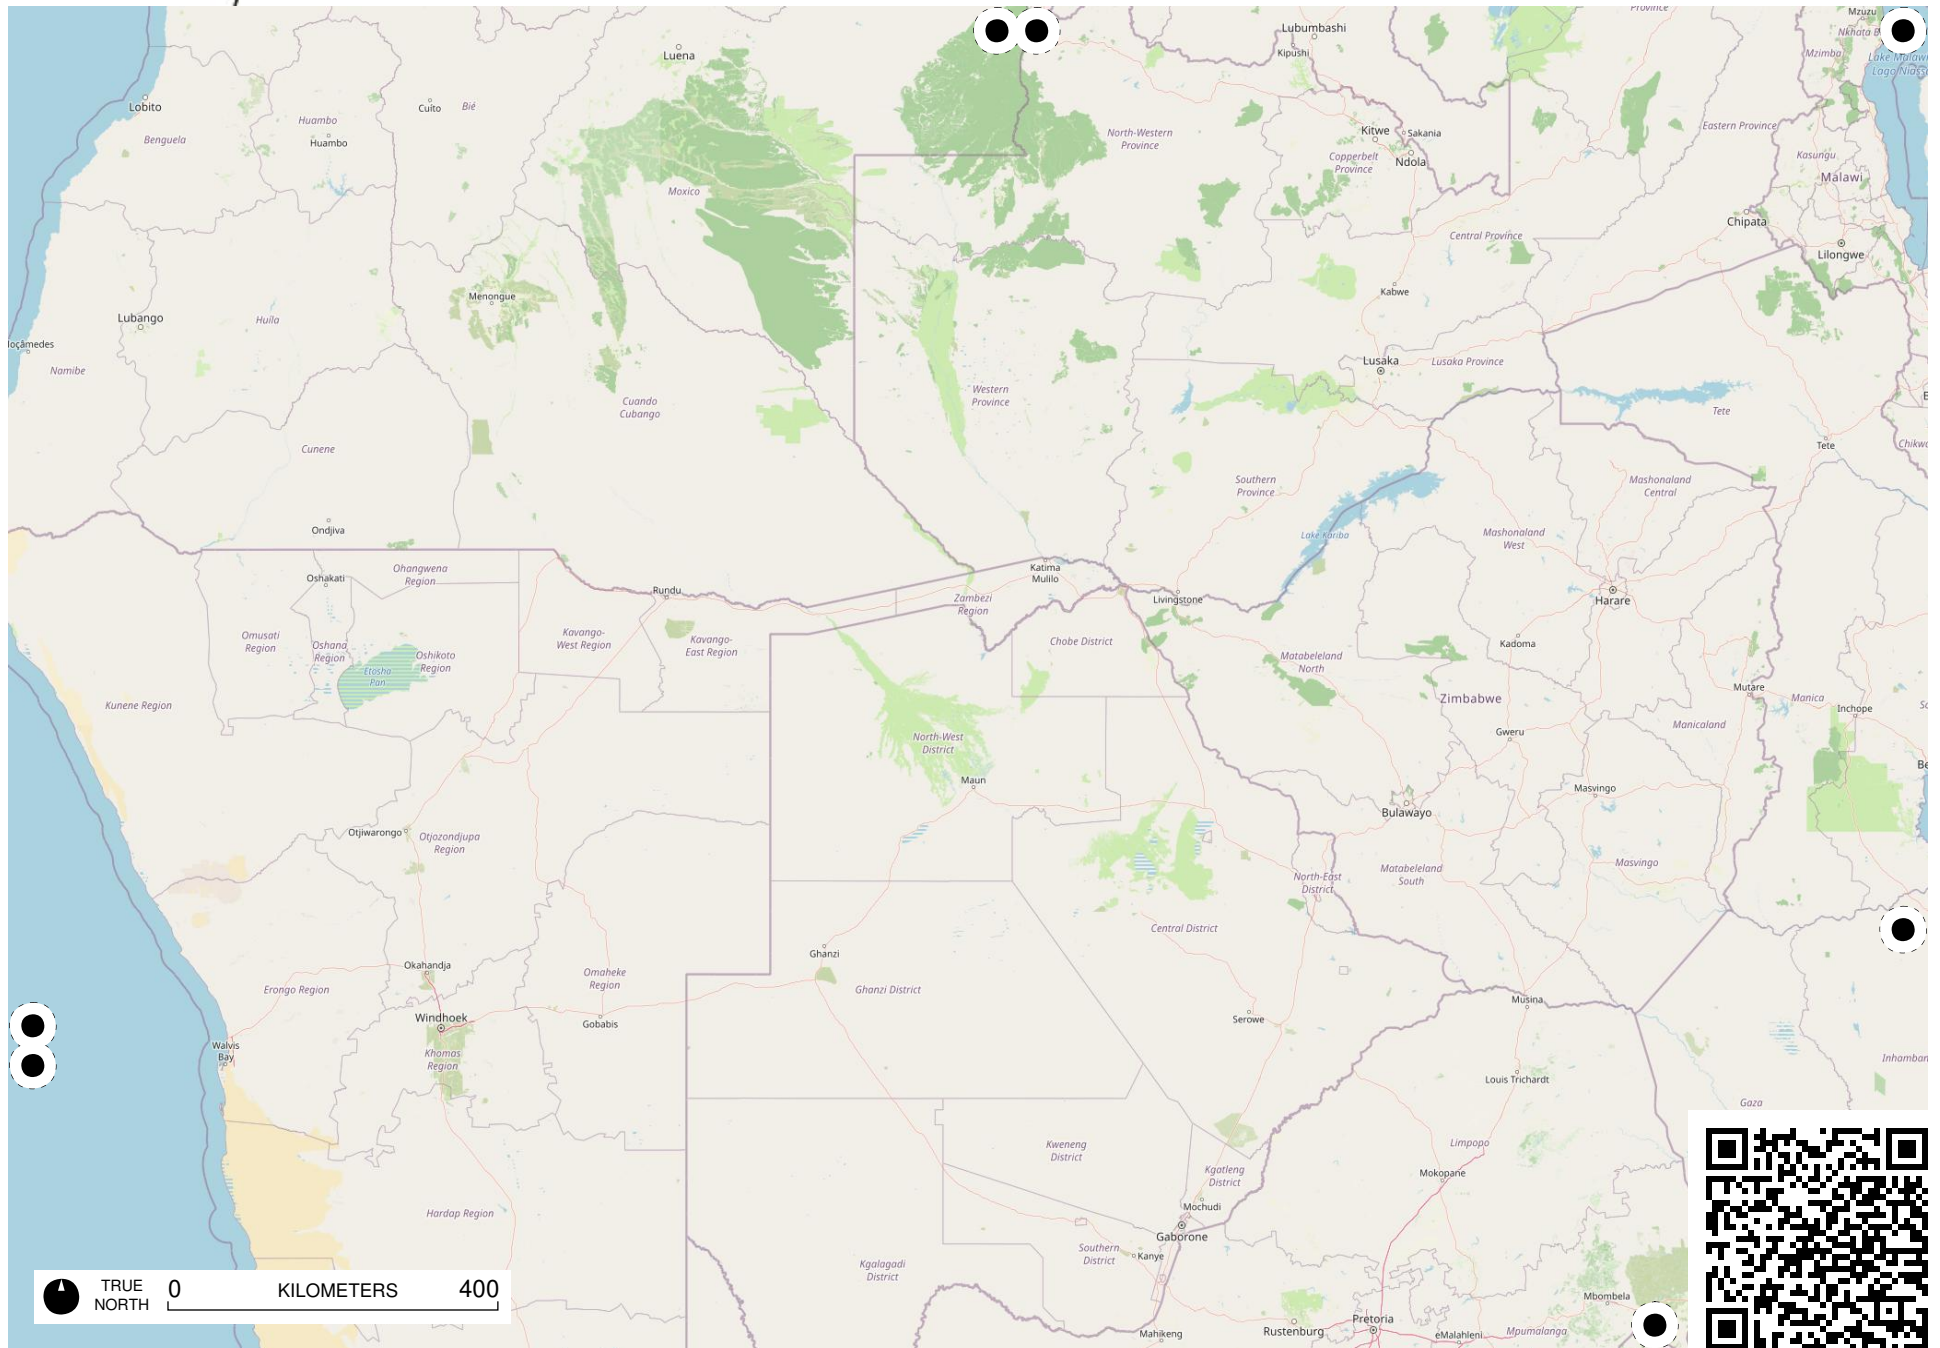 Lubumbashi
Kipushi
Province
Mzuzu
Mzimba
Luena
Lobito
Cuíto
Bié
Huambo
Huambo
Benguela
Moxico
North-Western
Province
Kitwe
Sakania
Ndola
Copperbelt
Province
Eastern Province
Kasungu
Malawi
Chipata
Lilongwe
Central Province
Kabwe
Menongue
Lubango
Huíla
Namibe
Lusaka
Lusaka Province
Western
Province
Cuando
Cubango
Tete
Tete
Cunene
Southern
Province
Mashonaland
Central
Ondjiva
Lake Kariba
Mashonaland
West
Oshakati
Ohangwena
Region
Katima
Mulilo
Rundu
Zambezi
Region
Livingstone
Harare
Omusati
Region
Oshana
Region
Oshikoto
Region
Etosha
Pan
Kavango-
West Region
Kavango-
East Region
Chobe District
Matabeleland
North
Kadoma
Zimbabwe
Mutare
Manica
Inchope
Kunene Region
Manicaland
North-West
District
Gweru
Maun
Masvingo
Bulawayo
Otjiwarongo
Otjozondjupa
Region
Masvingo
Matabeleland
South
North-East
District
Central District
Ghanzi
Okahandja
Omaheke
Region
Erongo Region
Ghanzi District
Musina
Windhoek
Gobabis
Serowe
Walvis
Bay
Khomas
Region
Louis Trichardt
Gaza
Kweneng
District
Limpopo
Kgatleng
District
Mokopane
Hardap Region
Mochudi
Gaborone
Southern
District
Kanye
Kgalagadi
District
TRUE
NORTH
0 KILOMETERS 400
Mbombela
Pretoria
Mahikeng
Rustenburg
eMalahleni
Mpumalanga